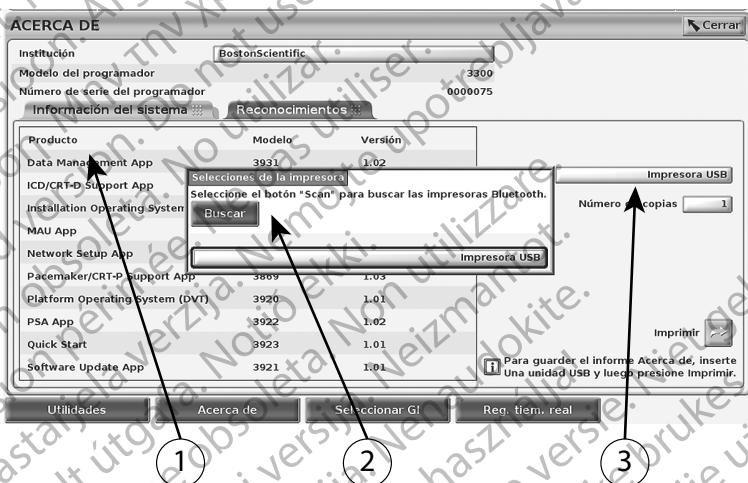 ACERCA DE
Cerrar
Institución BostonScientific
Modelo del programador 3300
Número de serie del programador 0000075
Información del sistema Reconocimientos
Producto Modelo Versión
Data Management App 3931 1.02
ICD/CRT-D Support App
Installation Operating System
MAU App
Network Setup App
Pacemaker/CRT-P Support App 3869 1.03
Platform Operating System (DVT) 3920 1.01
PSA App 3922 1.02
Quick Start 3923 1.01
Software Update App 3921 1.01
Selecciones de la impresora
Seleccione el botón "Scan" para buscar las impresoras Bluetooth.
Buscar
Impresora USB
Impresora USB
Número de copias 1
Imprimir
Para guarder el informe Acerca de, inserte
Una unidad USB y luego presione Imprimir.
Utilidades Acerca de Seleccionar GI Reg. tiem. real
1 2 3